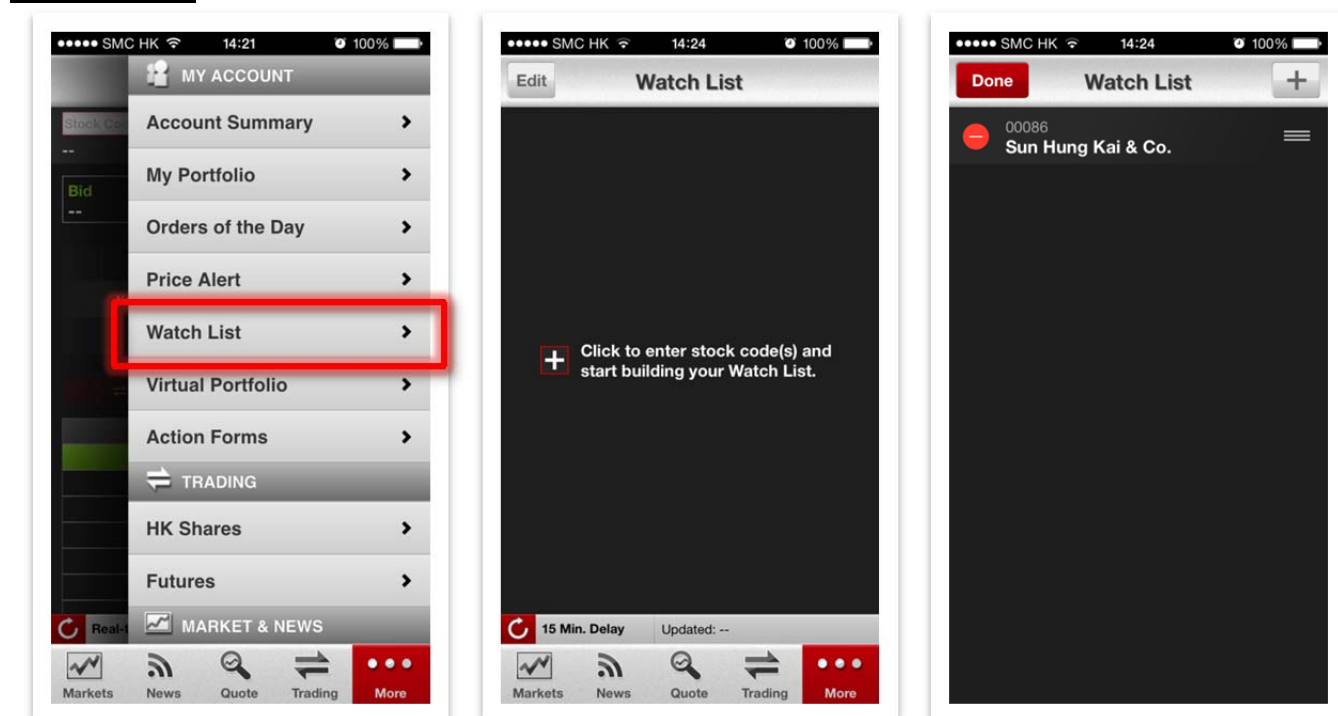 SMC HK 14:21 100%
MY ACCOUNT
Stock Co
Account Summary
--
My Portfolio
Bid
--
Orders of the Day
Price Alert
Watch List
Virtual Portfolio
Action Forms
TRADING
HK Shares
Futures
MARKET & NEWS
Real-t
Markets News Quote Trading More
SMC HK 14:24 100%
Edit Watch List
Click to enter stock code(s) and
start building your Watch List.
15 Min. Delay Updated: --
Markets News Quote Trading More
SMC HK 14:24 100%
Done Watch List
00086
Sun Hung Kai & Co.